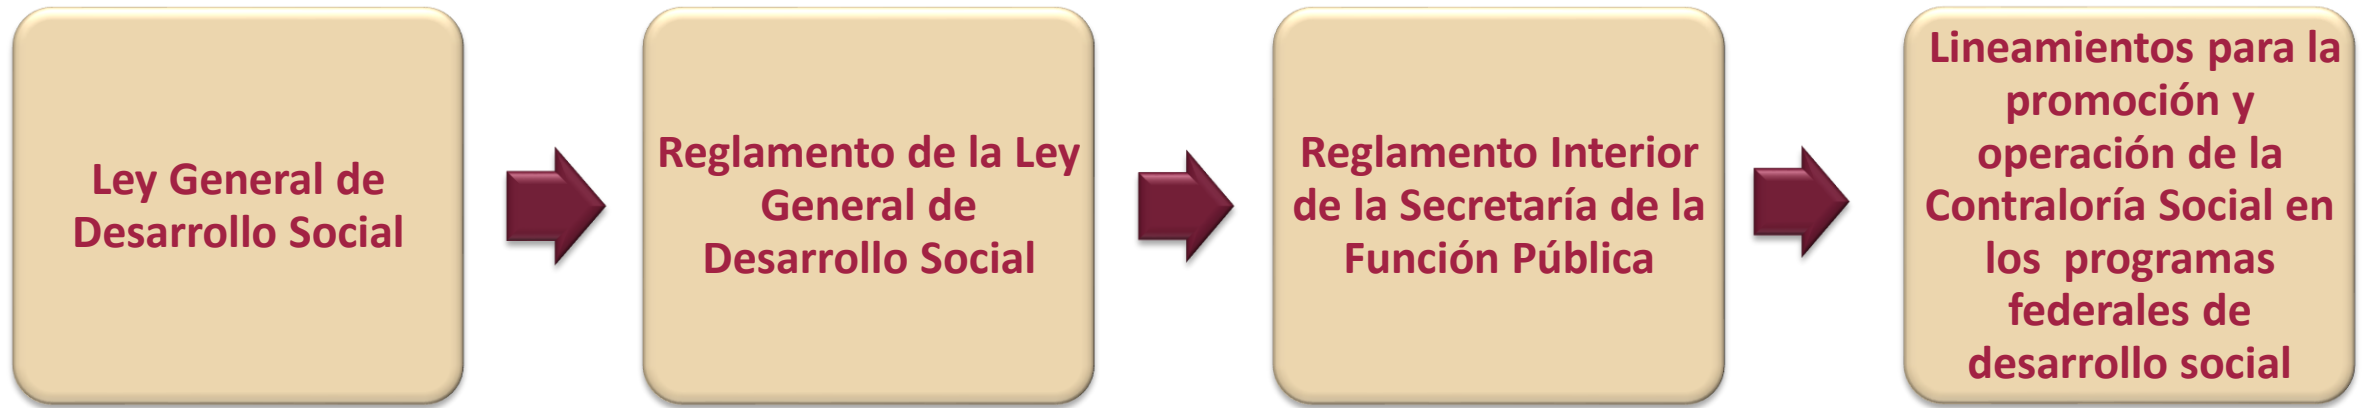 Ley General de
Desarrollo Social
Reglamento de la Ley
General de
Desarrollo Social
Reglamento Interior
de la Secretaría de la
Función Pública
Lineamientos para la
promoción y
operación de la
Contraloría Social en
los  programas
federales de
desarrollo social